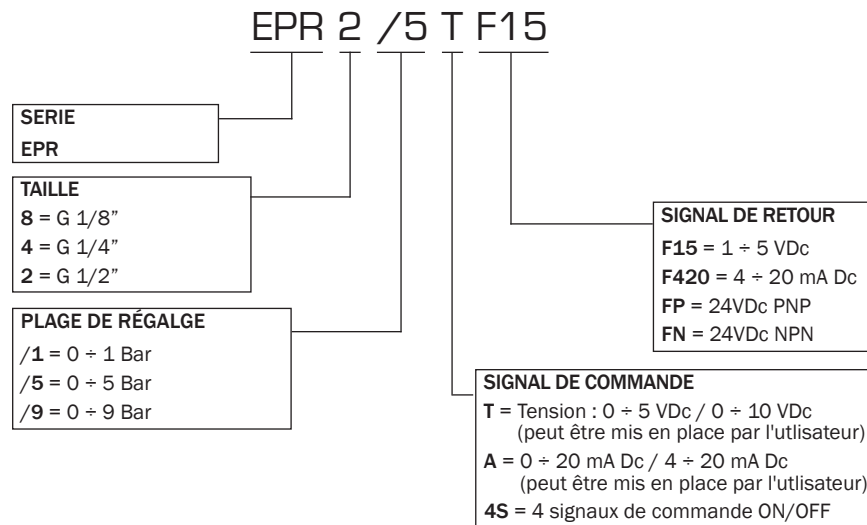 EPR 2 /5 T F15
SERIE
EPR
TAILLE
8 = G 1/8”
4 = G 1/4”
2 = G 1/2”
PLAGE DE RÉGALGE
/1 = 0 ÷ 1 Bar
/5 = 0 ÷ 5 Bar
/9 = 0 ÷ 9 Bar
SIGNAL DE RETOUR
F15 = 1 ÷ 5 VDc
F420 = 4 ÷ 20 mA Dc
FP = 24VDc PNP
FN = 24VDc NPN
SIGNAL DE COMMANDE
T = Tension : 0 ÷ 5 VDc / 0 ÷ 10 VDc
(peut être mis en place par l'utlisateur)
A = 0 ÷ 20 mA Dc / 4 ÷ 20 mA Dc
(peut être mis en place par l'utlisateur)
4S = 4 signaux de commande ON/OFF